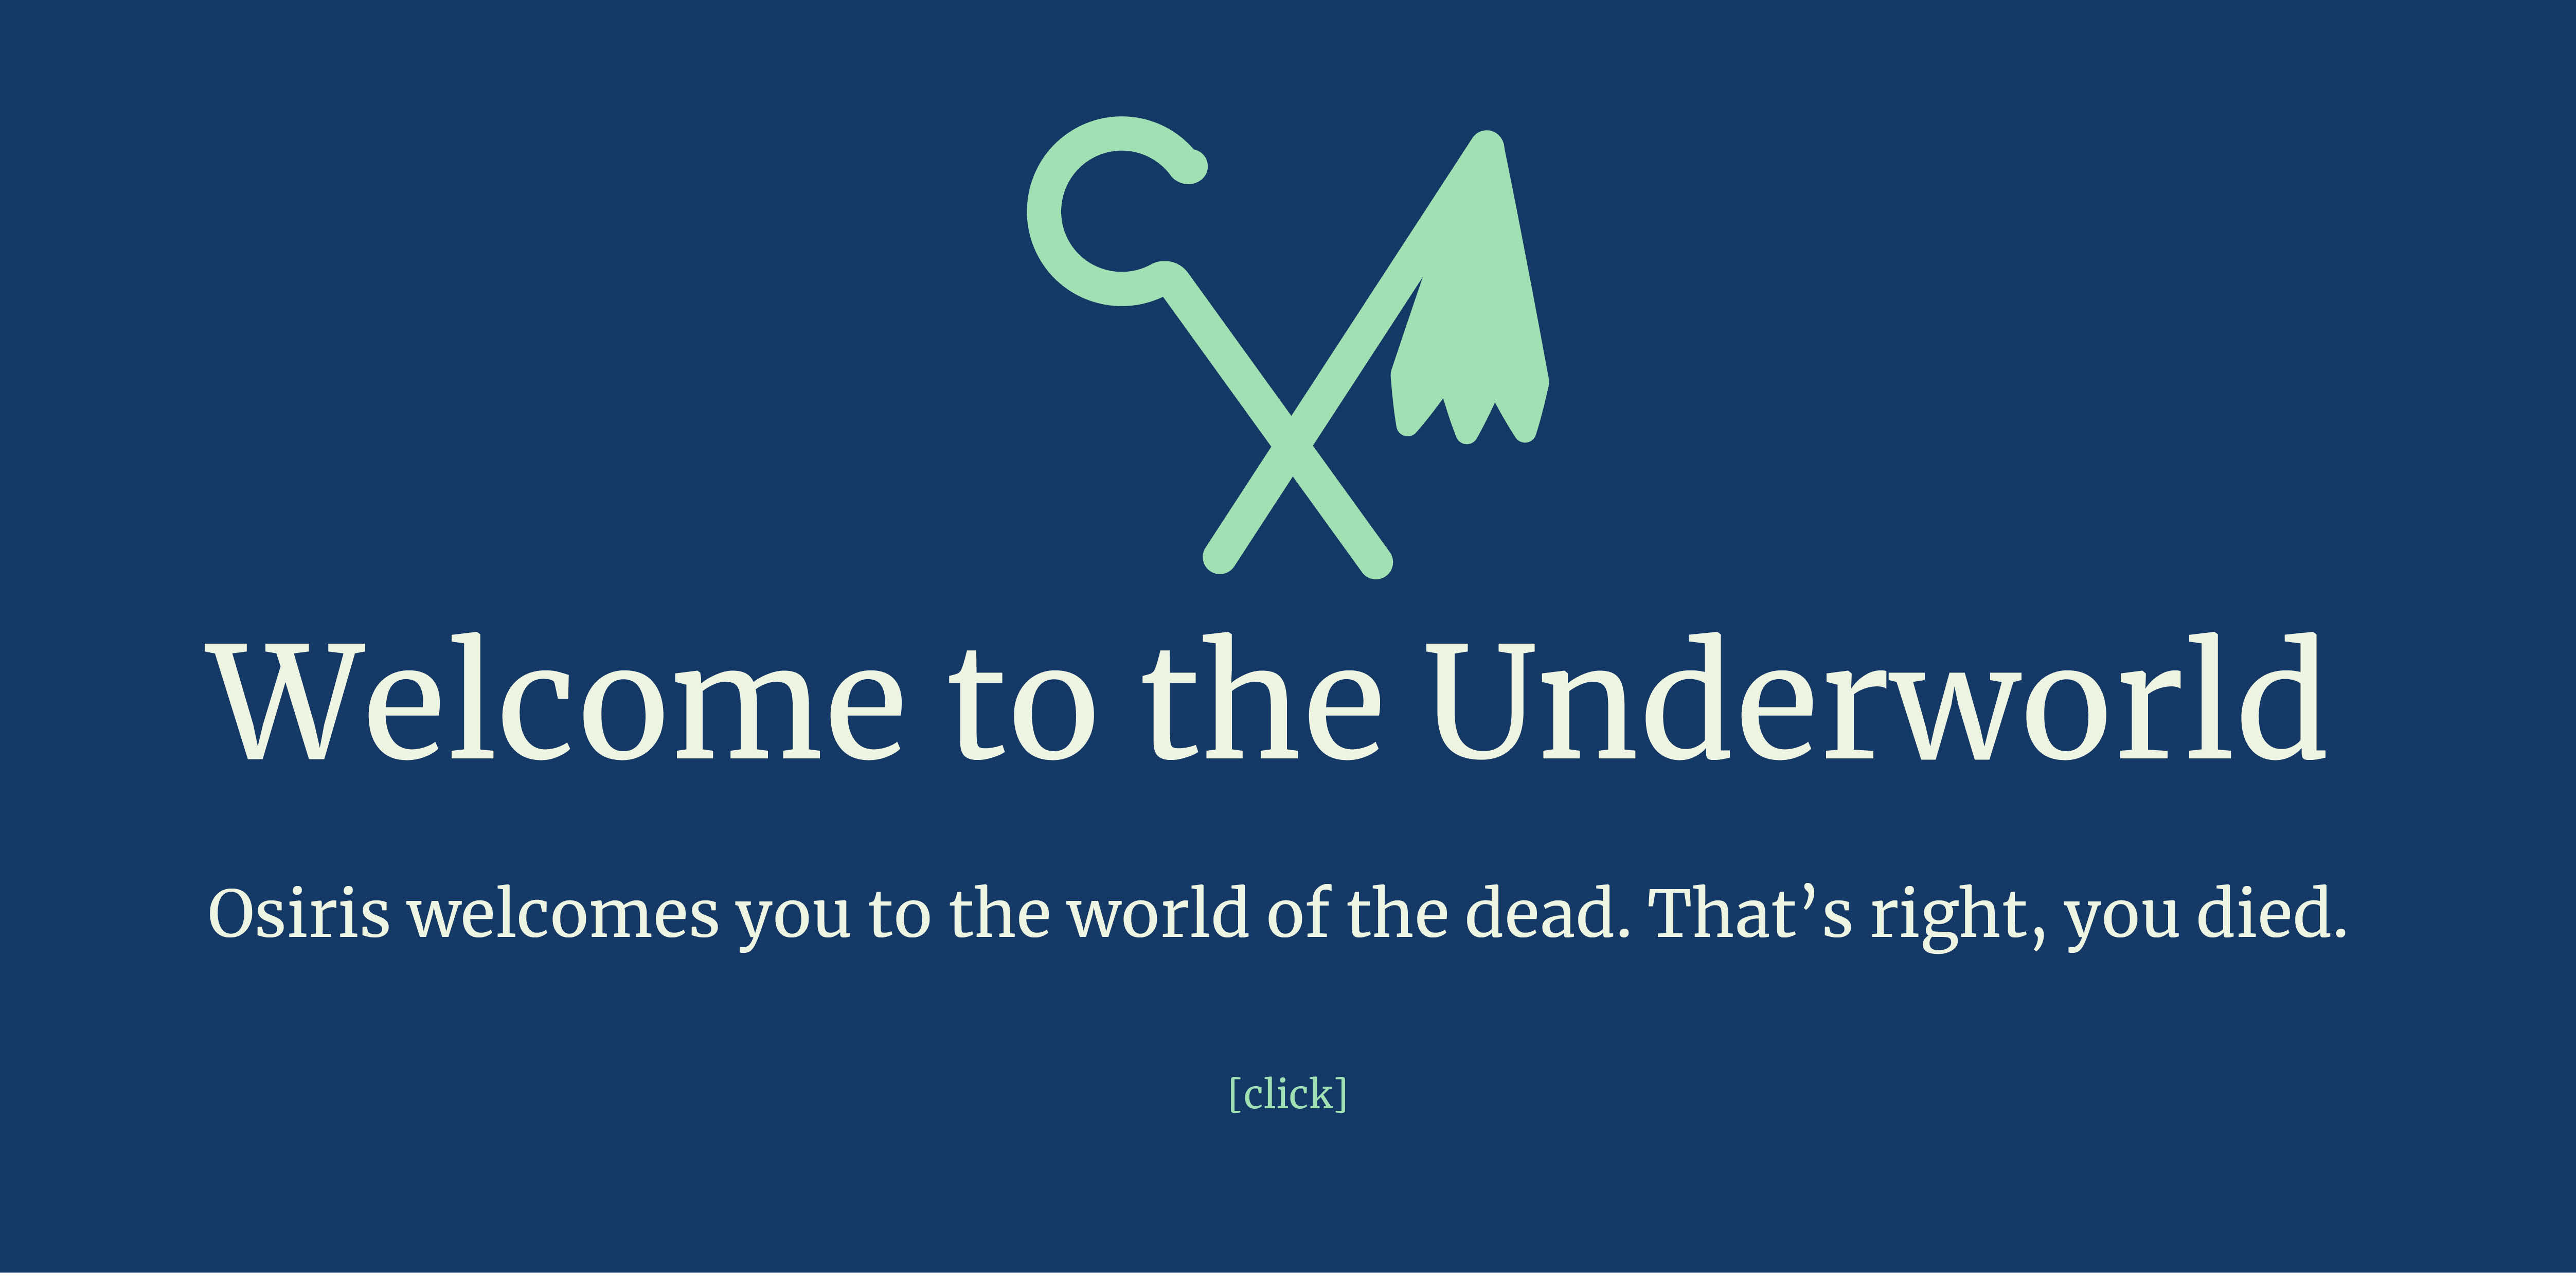 Welcome to the Underworld
Osiris welcomes you to the world of the dead. That’s right, you died.
[click]